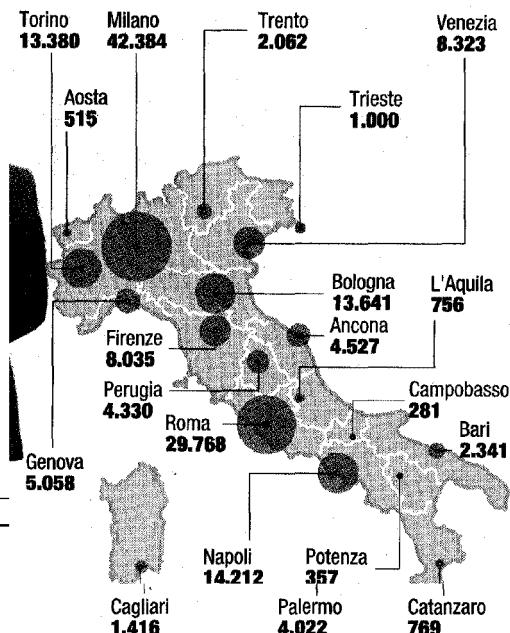 Torino
13.380
Milano
42.384
Trento
2.062
Venezia
8.323
Aosta
515
Trieste
1.000
Bologna
13.641
L'Aquila
756
Ancona
4.527
Firenze
8.035
Perugia
4.330
Campobasso
281
Roma
29.768
Bari
2.341
Genova
5.058
Napoli
14.212
Potenza
357
Cagliari
1.416
Palermo
4.022
Catanzaro
769